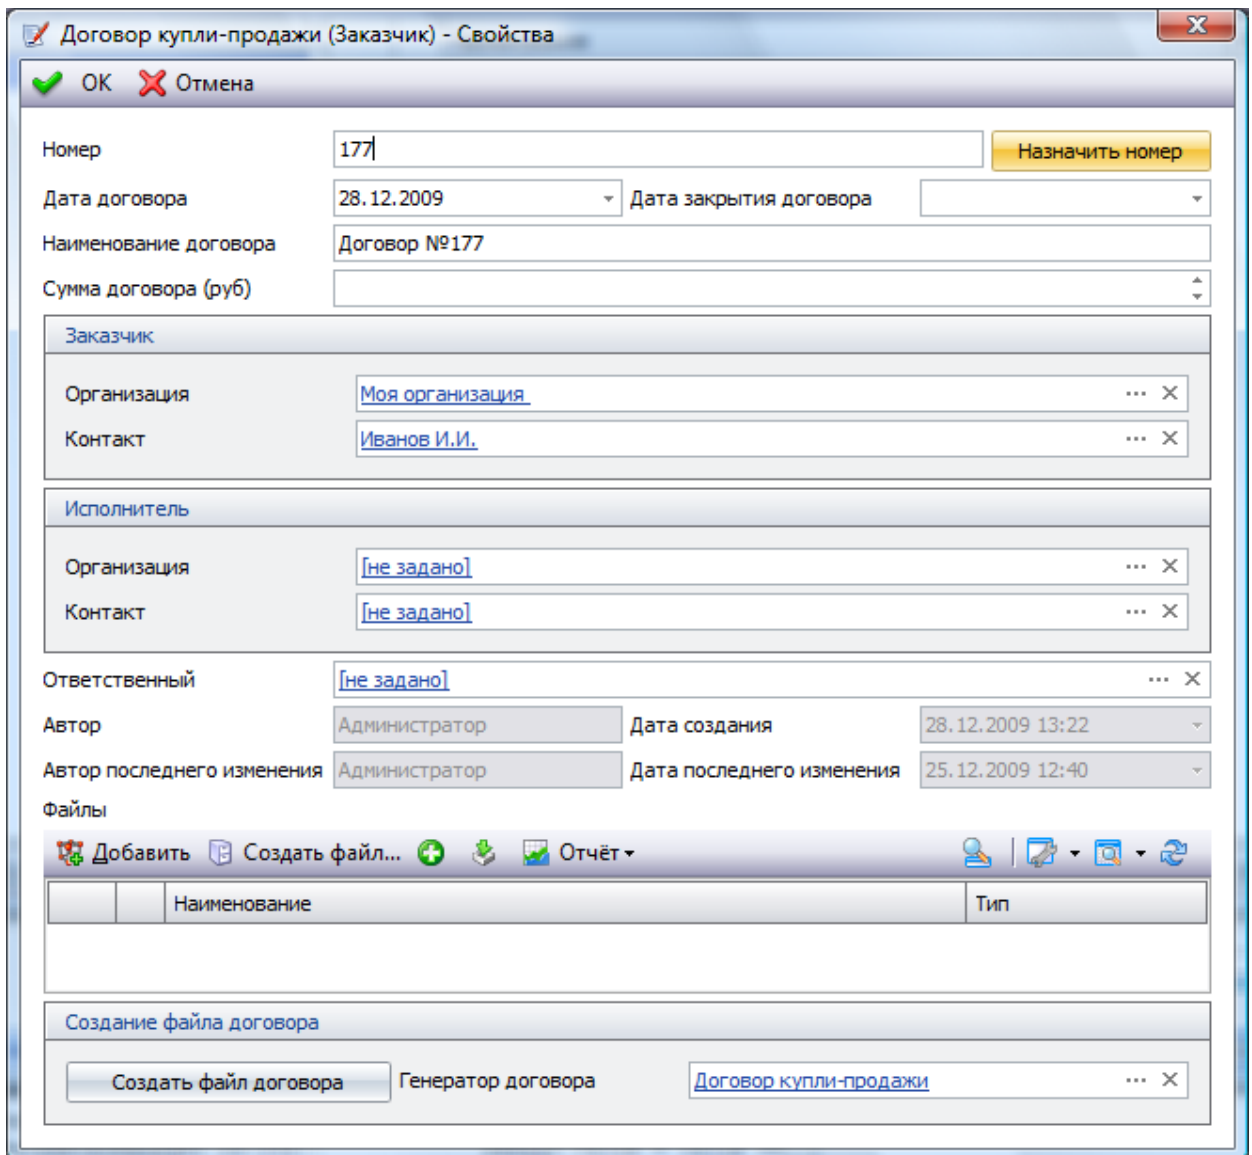 Договор купли-продажи (Заказчик) - Свойства
ОК Отмена
Номер 177 Назначить номер
Дата договора 28.12.2009 Дата закрытия договора
Наименование договора Договор №177
Сумма договора (руб)
Заказчик
Организация Моя организация
Контакт Иванов И.И.
Исполнитель
Организация [не задано]
Контакт [не задано]
Ответственный [не задано]
Автор Администратор Дата создания 28.12.2009 13:22
Автор последнего изменения Администратор Дата последнего изменения 25.12.2009 12:40
Файлы
Добавить Создать файл... Отчёт
Наименование Тип
Создание файла договора
Создать файл договора Генератор договора Договор купли-продажи